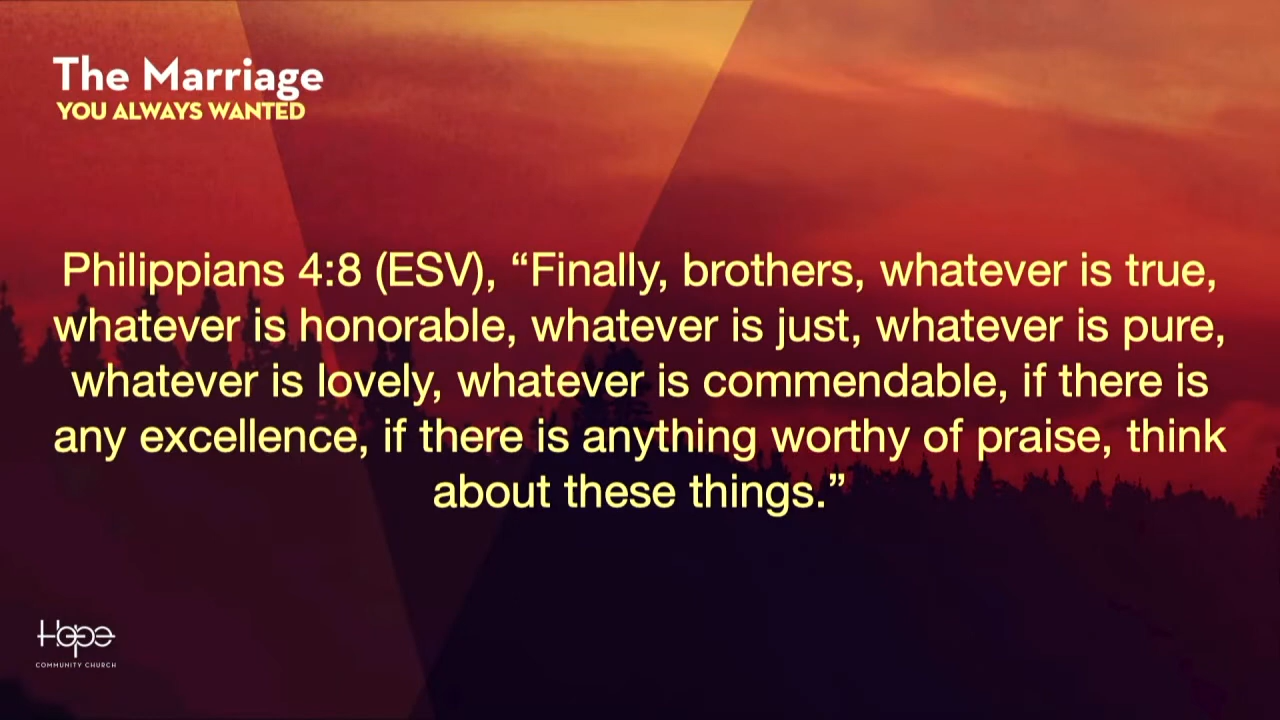 The Marriage
YOU ALWAYS WANTED
Philippians 4:8 (ESV), “Finally, brothers, whatever is true,
whatever is honorable, whatever is just, whatever is pure,
whatever is lovely, whatever is commendable, if there is
any excellence, if there is anything worthy of praise, think
about these things.”
Hope
COMMUNITY CHURCH